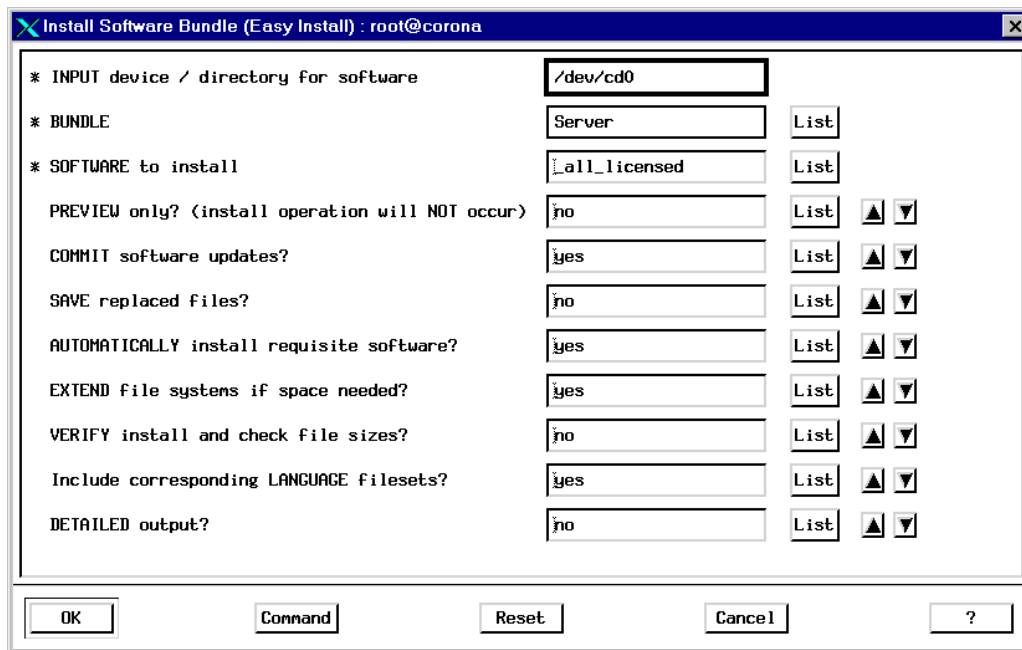 Install Software Bundle (Easy Install) : root@corona
* INPUT device / directory for software /dev/cd0
* BUNDLE Server List
* SOFTWARE to install _all_licensed List
PREVIEW only? (install operation will NOT occur) no List
COMMIT software updates? yes List
SAVE replaced files? no List
AUTOMATICALLY install requisite software? yes List
EXTEND file systems if space needed? yes List
VERIFY install and check file sizes? no List
Include corresponding LANGUAGE filesets? yes List
DETAILED output? no List
OK Command Reset Cancel ?